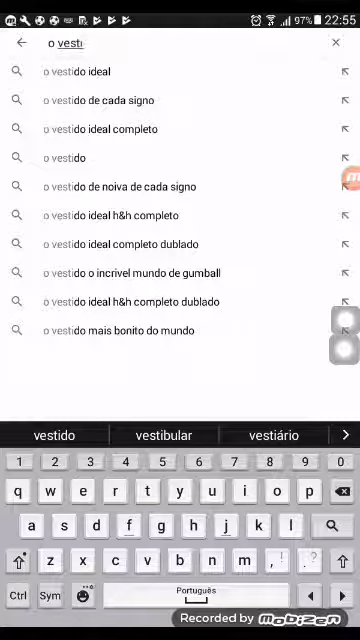 97% 22:55
o vesti
o vestido ideal
o vestido de cada signo
o vestido ideal completo
o vestido
o vestido de noiva de cada signo
o vestido ideal h&h completo
o vestido ideal completo dublado
o vestido o incrivel mundo de gumball
o vestido ideal h&h completo dublado
o vestido mais bonito do mundo
vestido vestibular vestiário
1 2 3 4 5 6 7 8 9 0
q w e r t y u i o p
a s d f g h j k l
z x c v b n m , ! . ?
Ctrl Sym Português
Recorded by mobizen